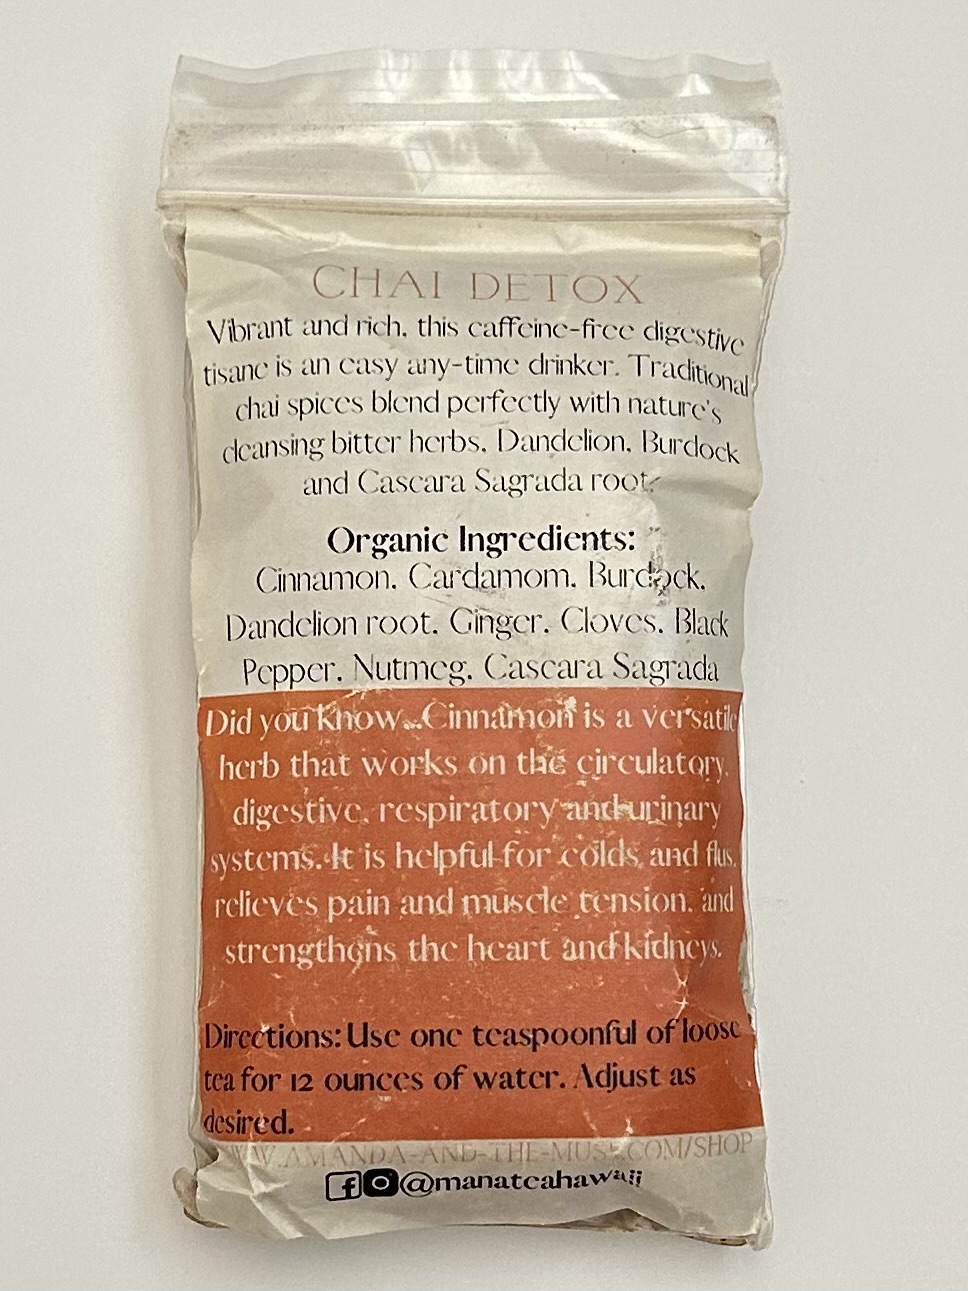 CHAI DETOX
Vibrant and rich, this caffeine-free digestive
tisane is an easy any-time drinker. Traditional
chai spices blend perfectly with nature's
cleansing bitter herbs, Dandelion, Burdock
and Cascara Sagrada root.
Organic Ingredients:
Cinnamon, Cardamom, Burdock,
Dandelion root, Ginger, Cloves, Black
Pepper, Nutmeg, Cascara Sagrada
Did you know...Cinnamon is a versatile
herb that works on the circulatory,
digestive, respiratory and urinary
systems. It is helpful for colds and flus,
relieves pain and muscle tension, and
strengthens the heart and kidneys.
Directions: Use one teaspoonful of loose
tea for 12 ounces of water. Adjust as
desired.
WWW.AMANDA-AND-THE-MUSE.COM/SHOP
@manateahawaii